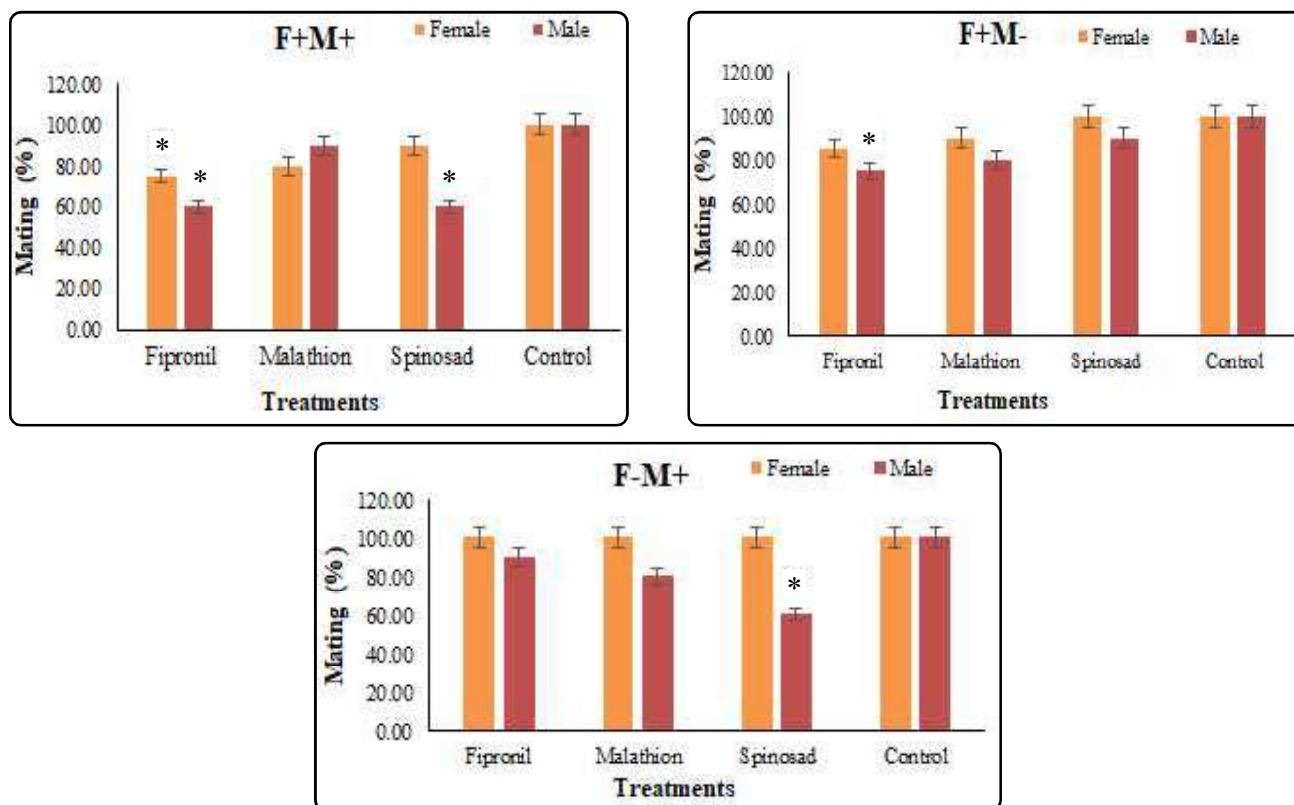 F+M+
Female Male
Mating (%)
120.00
100.00
80.00
60.00
40.00
20.00
0.00
* * *
Fipronil Malathion Spinosad Control
Treatments
F+M-
Female Male
Mating (%)
120.00
100.00
80.00
60.00
40.00
20.00
0.00
*
Fipronil Malathion Spinosad Control
Treatments
F-M+
Female Male
Mating (%)
120.00
100.00
80.00
60.00
40.00
20.00
0.00
*
Fipronil Malathion Spinosad Control
Treatments